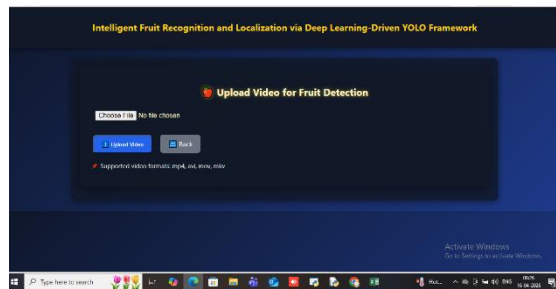 Intelligent Fruit Recognition and Localization via Deep Learning-Driven YOLO Framework
Upload Video for Fruit Detection
Choose File No file chosen
Upload Video
Back
Supported video formats: mp4, avi, mov, mkv
Activate Windows
Go to Settings to activate Windows.
Type here to search
ENG